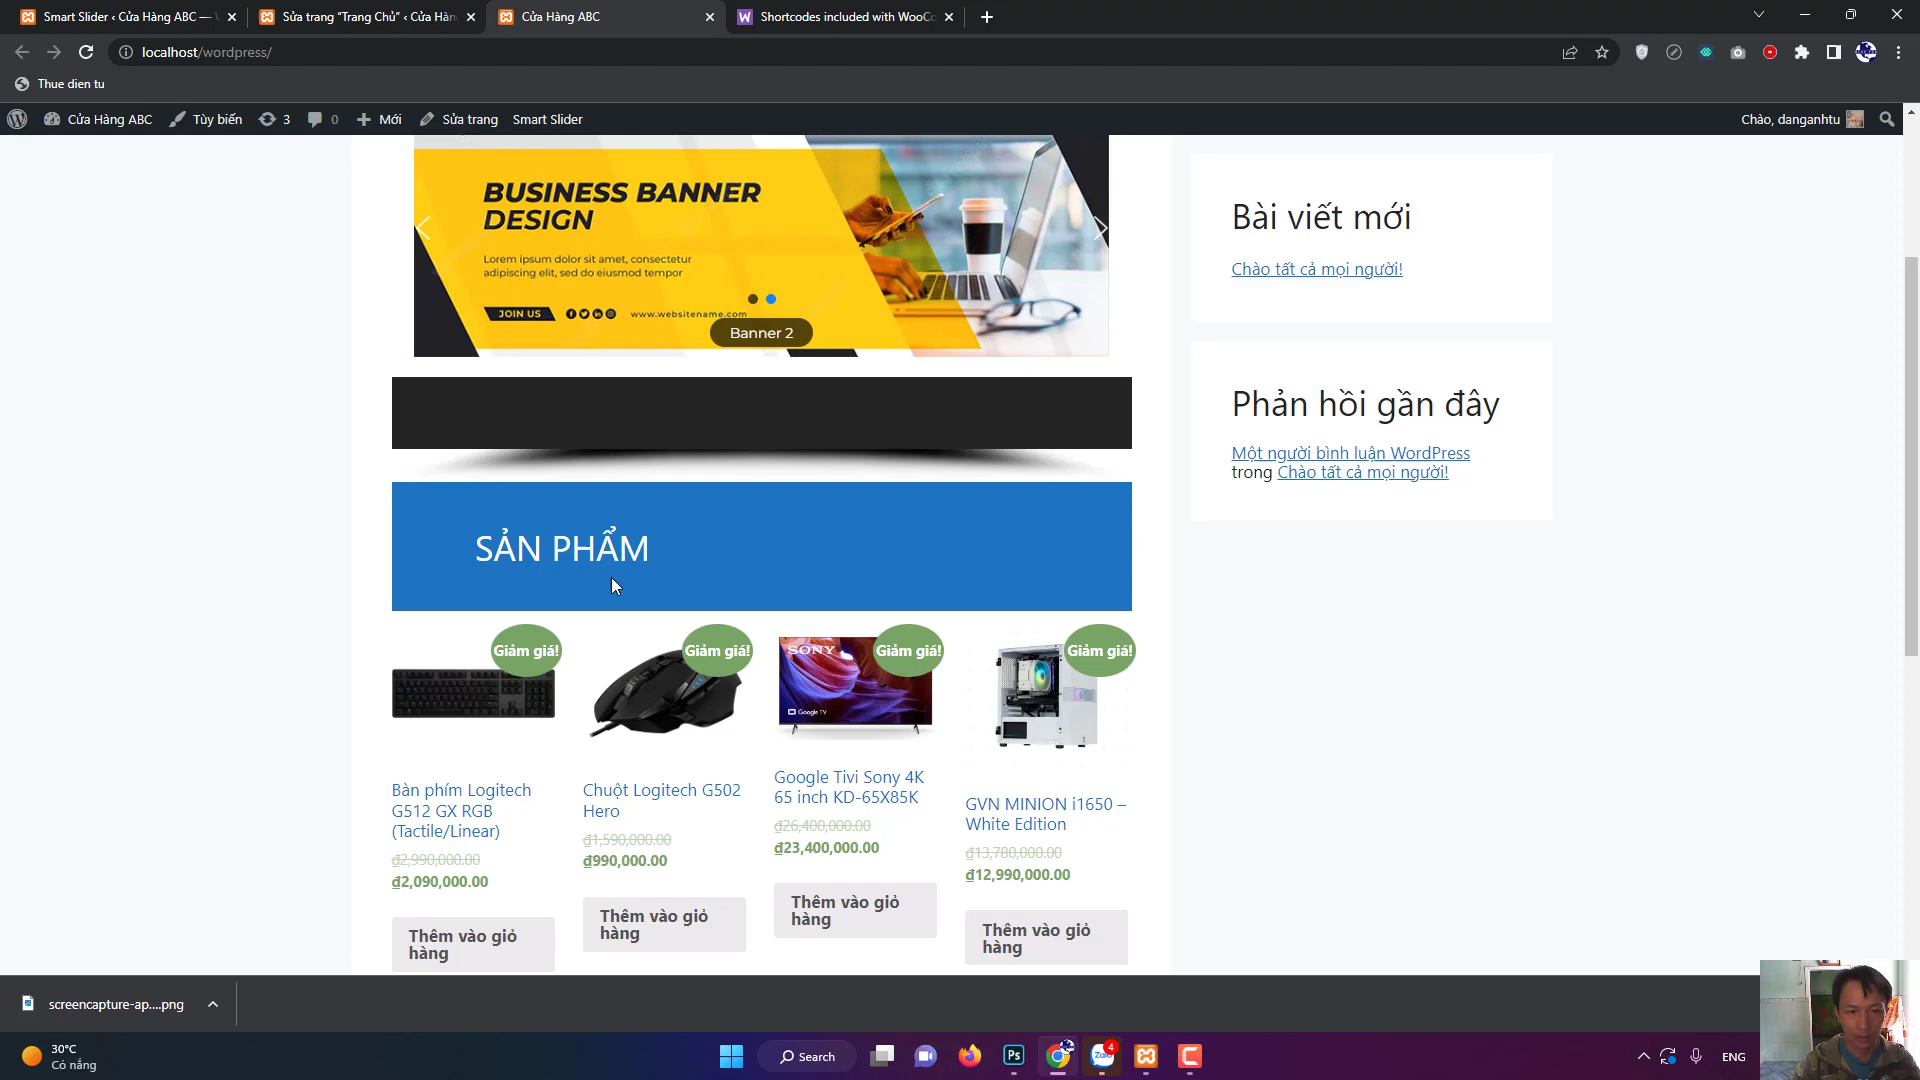 Smart Slider ‹ Cửa Hàng ABC —
Sửa trang “Trang Chủ” ‹ Cửa Hàn
Cửa Hàng ABC
Shortcodes included with WooCo
localhost/wordpress/
Thue dien tu
Cửa Hàng ABC
Tùy biến
3
0
Mới
Sửa trang
Smart Slider
Chào, danganhtu
BUSINESS BANNER
DESIGN
Lorem ipsum dolor sit amet, consectetur
adipiscing elit, sed do eiusmod tempor
JOIN US
www.websitename.com
Banner 2
Bài viết mới
Chào tất cả mọi người!
Phản hồi gần đây
Một người bình luận WordPress
trong Chào tất cả mọi người!
SẢN PHẨM
Giảm giá!
Giảm giá!
SONY
Google TV
Giảm giá!
Giảm giá!
Bàn phím Logitech
G512 GX RGB
(Tactile/Linear)
₫2,990,000.00
₫2,090,000.00
Thêm vào giỏ
hàng
Chuột Logitech G502
Hero
₫1,590,000.00
₫990,000.00
Thêm vào giỏ
hàng
Google Tivi Sony 4K
65 inch KD-65X85K
₫26,400,000.00
₫23,400,000.00
Thêm vào giỏ
hàng
GVN MINION i1650 –
White Edition
₫13,780,000.00
₫12,990,000.00
Thêm vào giỏ
hàng
screencapture-ap....png
30°C
Có nắng
Search
Ps
Zalo
4
ENG